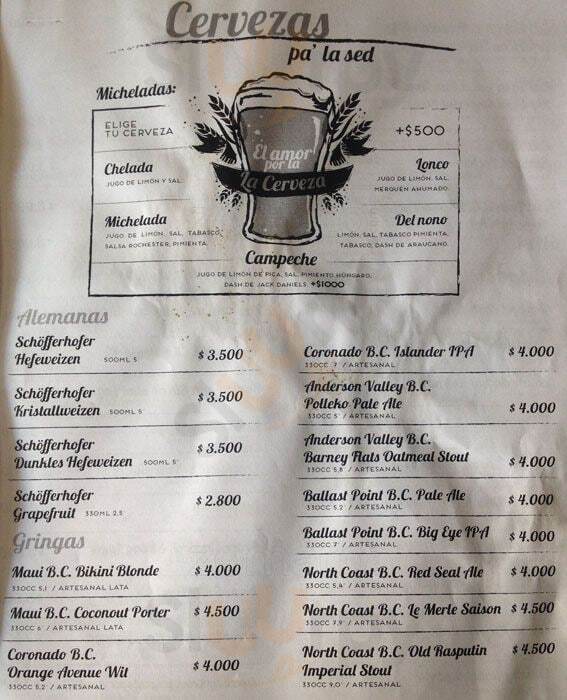 Cervezas
pa' la sed
Micheladas:
ELIGE
TU CERVEZA
+$500
El amor
por la
La Cerveza
Chelada
JUGO DE LIMÓN Y SAL.
Lonco
JUGO DE LIMÓN, SAL,
MERQUÉN AHUMADO.
Michelada
JUGO DE LIMÓN, SAL, TABASCO,
SALSA ROCHESTER, PIMIENTA.
Del nono
LIMÓN, SAL, TABASCO PIMIENTA,
TABASCO, DASH DE ARAUCANO.
Campeche
JUGO DE LIMÓN DE PICA, SAL, PIMIENTO HÚNGARO,
DASH DE JACK DANIELS. +$1000
Alemanas
Schöfferhofer
Hefeweizen 500ML 5° $ 3.500
Schöfferhofer
Kristallweizen 500ML 5° $ 3.500
Schöfferhofer
Dunkles Hefeweizen 500ML 5° $ 3.500
Schöfferhofer
Grapefruit 330ML 2,5° $ 2.800
Gringas
Maui B.C. Bikini Blonde $ 4.000
330CC 5,1° / ARTESANAL LATA
Maui B.C. Coconout Porter $ 4.500
330CC 6° / ARTESANAL LATA
Coronado B.C.
Orange Avenue Wit $ 4.000
330CC 5,2° / ARTESANAL
Coronado B.C. Islander IPA $ 4.000
330CC 7° / ARTESANAL
Anderson Valley B.C.
Polleko Pale Ale $ 4.000
330CC 5° / ARTESANAL
Anderson Valley B.C.
Barney Flats Oatmeal Stout $ 4.000
330CC 5,8° / ARTESANAL
Ballast Point B.C. Pale Ale $ 4.000
330CC 5° / ARTESANAL
Ballast Point B.C. Big Eye IPA $ 4.000
330CC 7° / ARTESANAL
North Coast B.C. Red Seal Ale $ 4.000
330CC 5,4° / ARTESANAL
North Coast B.C. Le Merle Saison $ 4.500
330CC 7,9° / ARTESANAL
North Coast B.C. Old Rasputin $ 4.500
Imperial Stout
330CC 9,0° / ARTESANAL